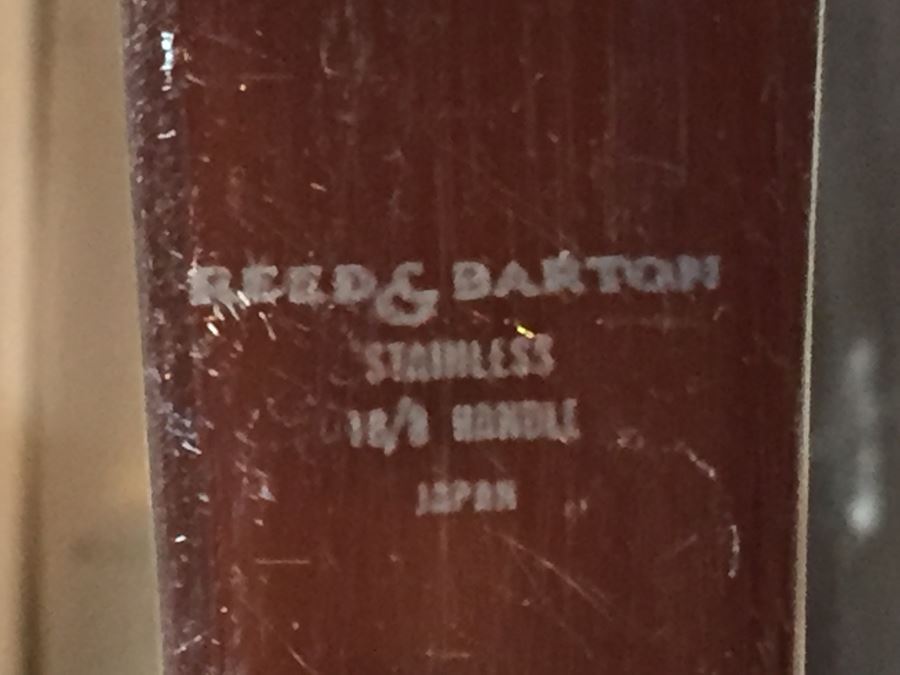 REED & BARTON
STAINLESS
18/8 HANDLE
JAPAN